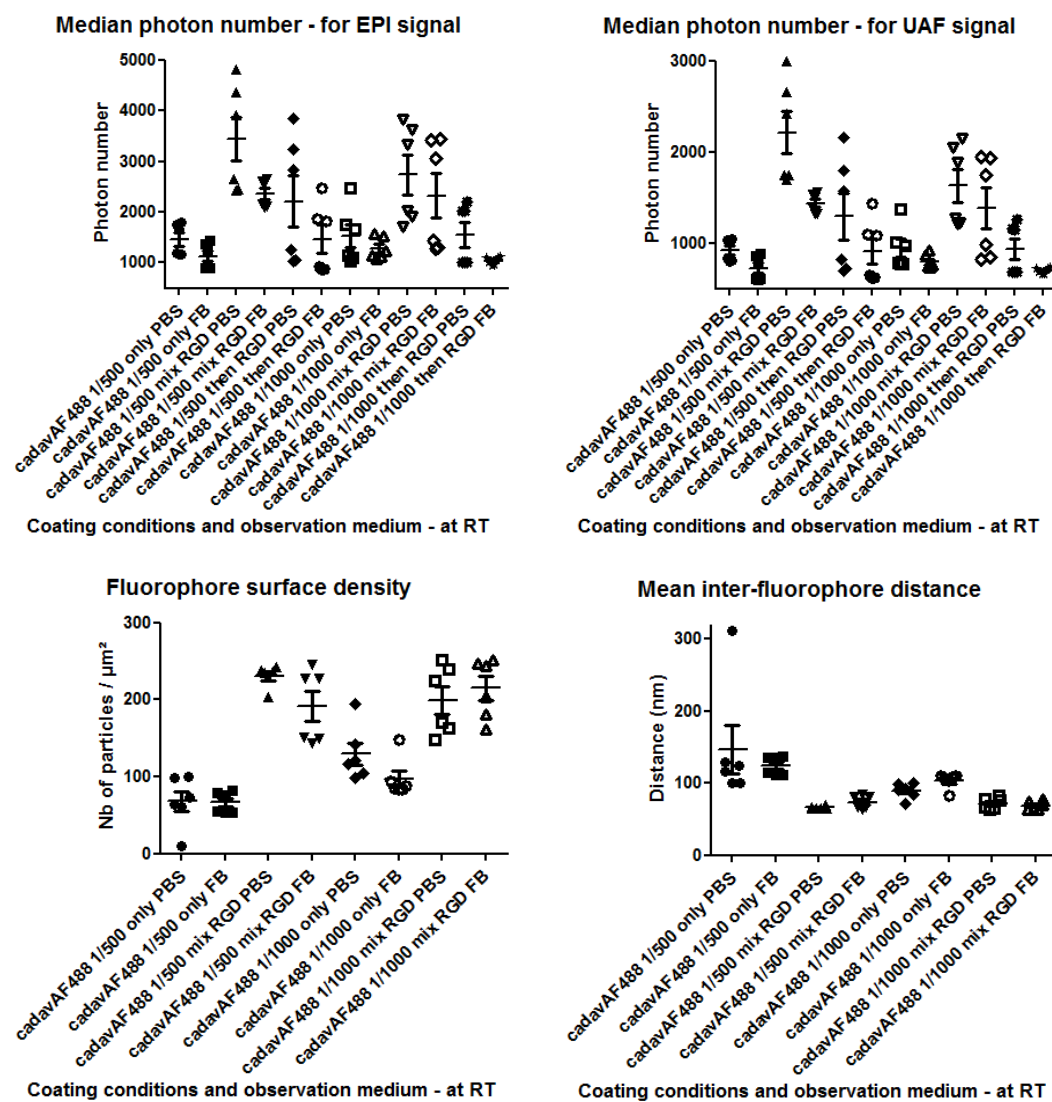 Median photon number - for EPI signal
Photon number
5000
4000
3000
2000
1000
cadavAF488 1/500 only PBS
cadavAF488 1/500 only FB
cadavAF488 1/500 mix RGD PBS
cadavAF488 1/500 mix RGD FB
cadavAF488 1/500 then RGD PBS
cadavAF488 1/500 then RGD FB
cadavAF488 1/1000 only PBS
cadavAF488 1/1000 only FB
cadavAF488 1/1000 mix RGD PBS
cadavAF488 1/1000 mix RGD FB
cadavAF488 1/1000 then RGD PBS
cadavAF488 1/1000 then RGD FB
Coating conditions and observation medium - at RT
Median photon number - for UAF signal
Photon number
3000
2000
1000
cadavAF488 1/500 only PBS
cadavAF488 1/500 only FB
cadavAF488 1/500 mix RGD PBS
cadavAF488 1/500 mix RGD FB
cadavAF488 1/500 then RGD PBS
cadavAF488 1/500 then RGD FB
cadavAF488 1/1000 only PBS
cadavAF488 1/1000 only FB
cadavAF488 1/1000 mix RGD PBS
cadavAF488 1/1000 mix RGD FB
cadavAF488 1/1000 then RGD PBS
cadavAF488 1/1000 then RGD FB
Coating conditions and observation medium - at RT
Fluorophore surface density
Nb of particles / µm²
300
200
100
0
cadavAF488 1/500 only PBS
cadavAF488 1/500 only FB
cadavAF488 1/500 mix RGD PBS
cadavAF488 1/500 mix RGD FB
cadavAF488 1/1000 only PBS
cadavAF488 1/1000 only FB
cadavAF488 1/1000 mix RGD PBS
cadavAF488 1/1000 mix RGD FB
Coating conditions and observation medium - at RT
Mean inter-fluorophore distance
Distance (nm)
300
200
100
0
cadavAF488 1/500 only PBS
cadavAF488 1/500 only FB
cadavAF488 1/500 mix RGD PBS
cadavAF488 1/500 mix RGD FB
cadavAF488 1/1000 only PBS
cadavAF488 1/1000 only FB
cadavAF488 1/1000 mix RGD PBS
cadavAF488 1/1000 mix RGD FB
Coating conditions and observation medium - at RT